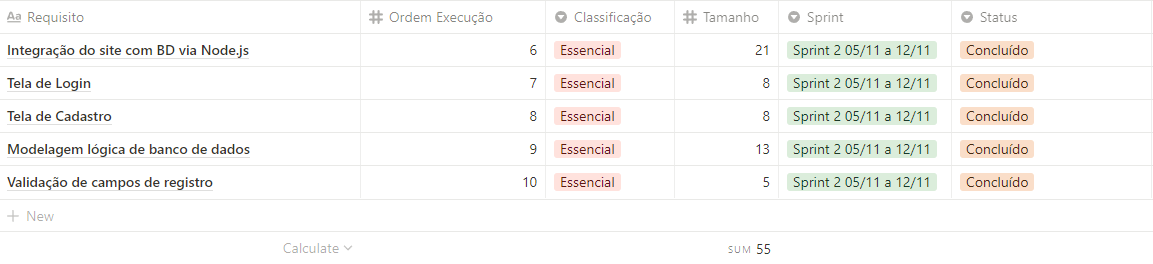 Aa Requisito # Ordem Execução Classificação # Tamanho Sprint Status
Integração do site com BD via Node.js 6 Essencial 21 Sprint 2 05/11 a 12/11 Concluído
Tela de Login 7 Essencial 8 Sprint 2 05/11 a 12/11 Concluído
Tela de Cadastro 8 Essencial 8 Sprint 2 05/11 a 12/11 Concluído
Modelagem lógica de banco de dados 9 Essencial 13 Sprint 2 05/11 a 12/11 Concluído
Validação de campos de registro 10 Essencial 5 Sprint 2 05/11 a 12/11 Concluído
+ New
Calculate SUM 55